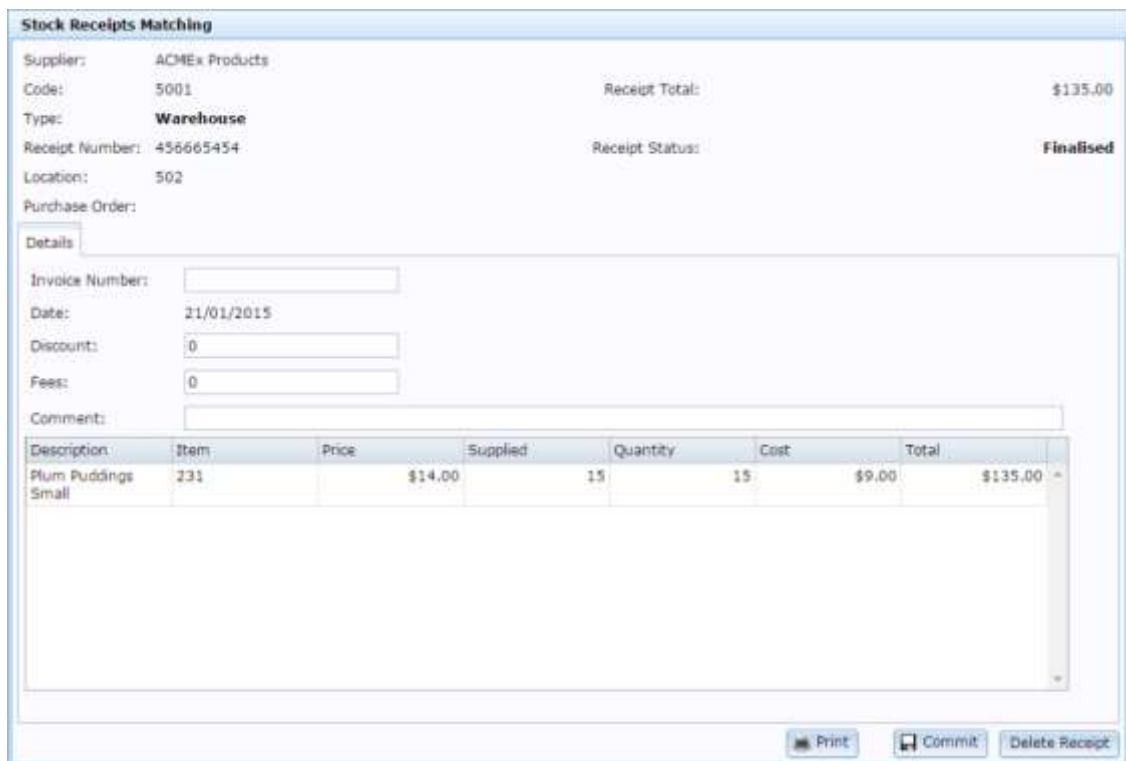 Stock Receipts Matching
Supplier: ACMEx Products
Code: 5001 Receipt Total: $135.00
Type: Warehouse
Receipt Number: 456665454 Receipt Status: Finalised
Location: 502
Purchase Order:
Details
Invoice Number:
Date: 21/01/2015
Discount: 0
Fees: 0
Comment:
Description Item Price Supplied Quantity Cost Total
Plum Puddings 231 $14.00 15 15 $9.00 $135.00
Small
Print Commit Delete Receipt